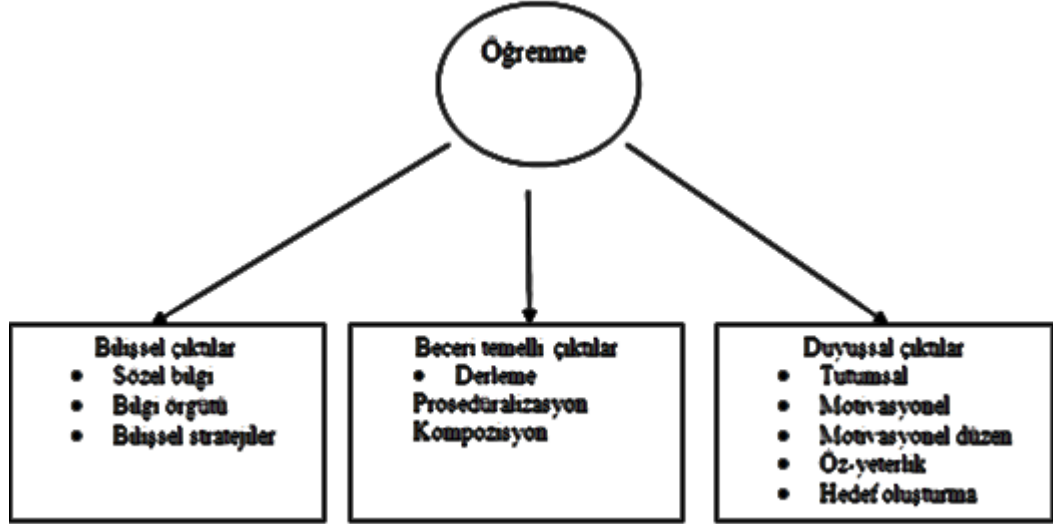 Öğrenme
Bilişsel çıktılar
• Sözel bilgi
• Bilgi örgütü
• Bilişsel stratejiler
Beceri temelli çıktılar
• Derleme
Prosedüralizasyon
Kompozisyon
Duyuşsal çıktılar
• Tutumsal
• Motivasyonel
• Motivasyonel düzen
• Öz-yeterlik
• Hedef oluşturma